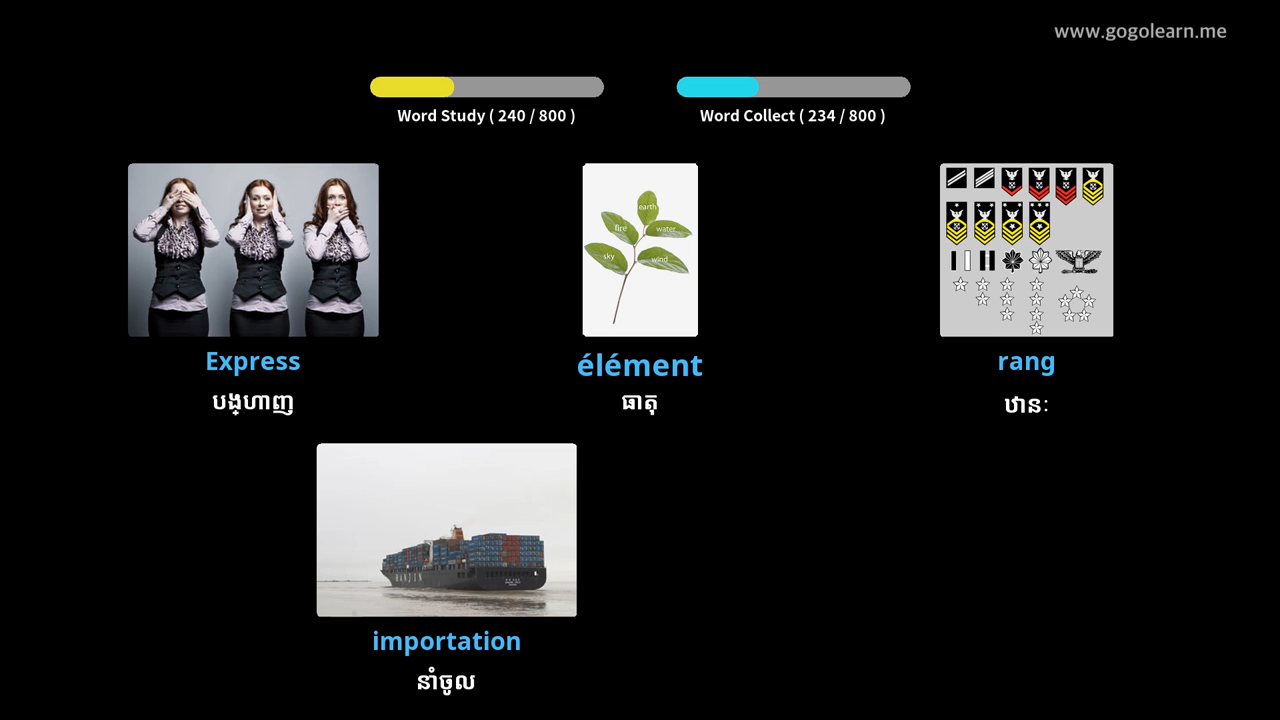 www.gogolearn.me
Word Study ( 240 / 800 )
Word Collect ( 234 / 800 )
earth
fire
water
sky
wind
Express
បង្ហាញ
élément
ធាតុ
rang
ឋានៈ
HANJIN
importation
នាំចូល